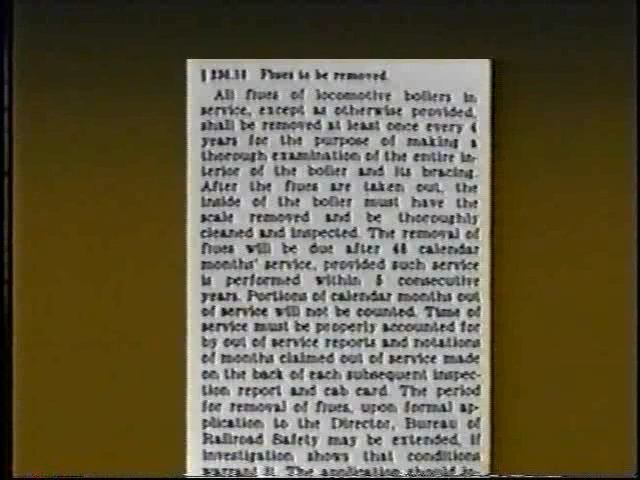 Flues to be removed.
All flues of locomotive boilers in
service, except as otherwise provided,
shall be removed at least once every 4
years for the purpose of making a
thorough examination of the entire in-
terior of the boiler and its bracing.
After the flues are taken out, the
inside of the boiler must have the
scale removed and be thoroughly
cleaned and inspected. The removal of
flues will be due after 48 calendar
months' service, provided such service
is performed within 5 consecutive
years. Portions of calendar months out
of service will not be counted. Time of
service must be properly accounted for
by out of service reports and notations
of months claimed out of service made
on the back of each subsequent inspec-
tion report and cab card. The period
for removal of flues, upon formal ap-
plication to the Director, Bureau of
Railroad Safety may be extended, if
investigation shows that conditions
warrant it. The application should